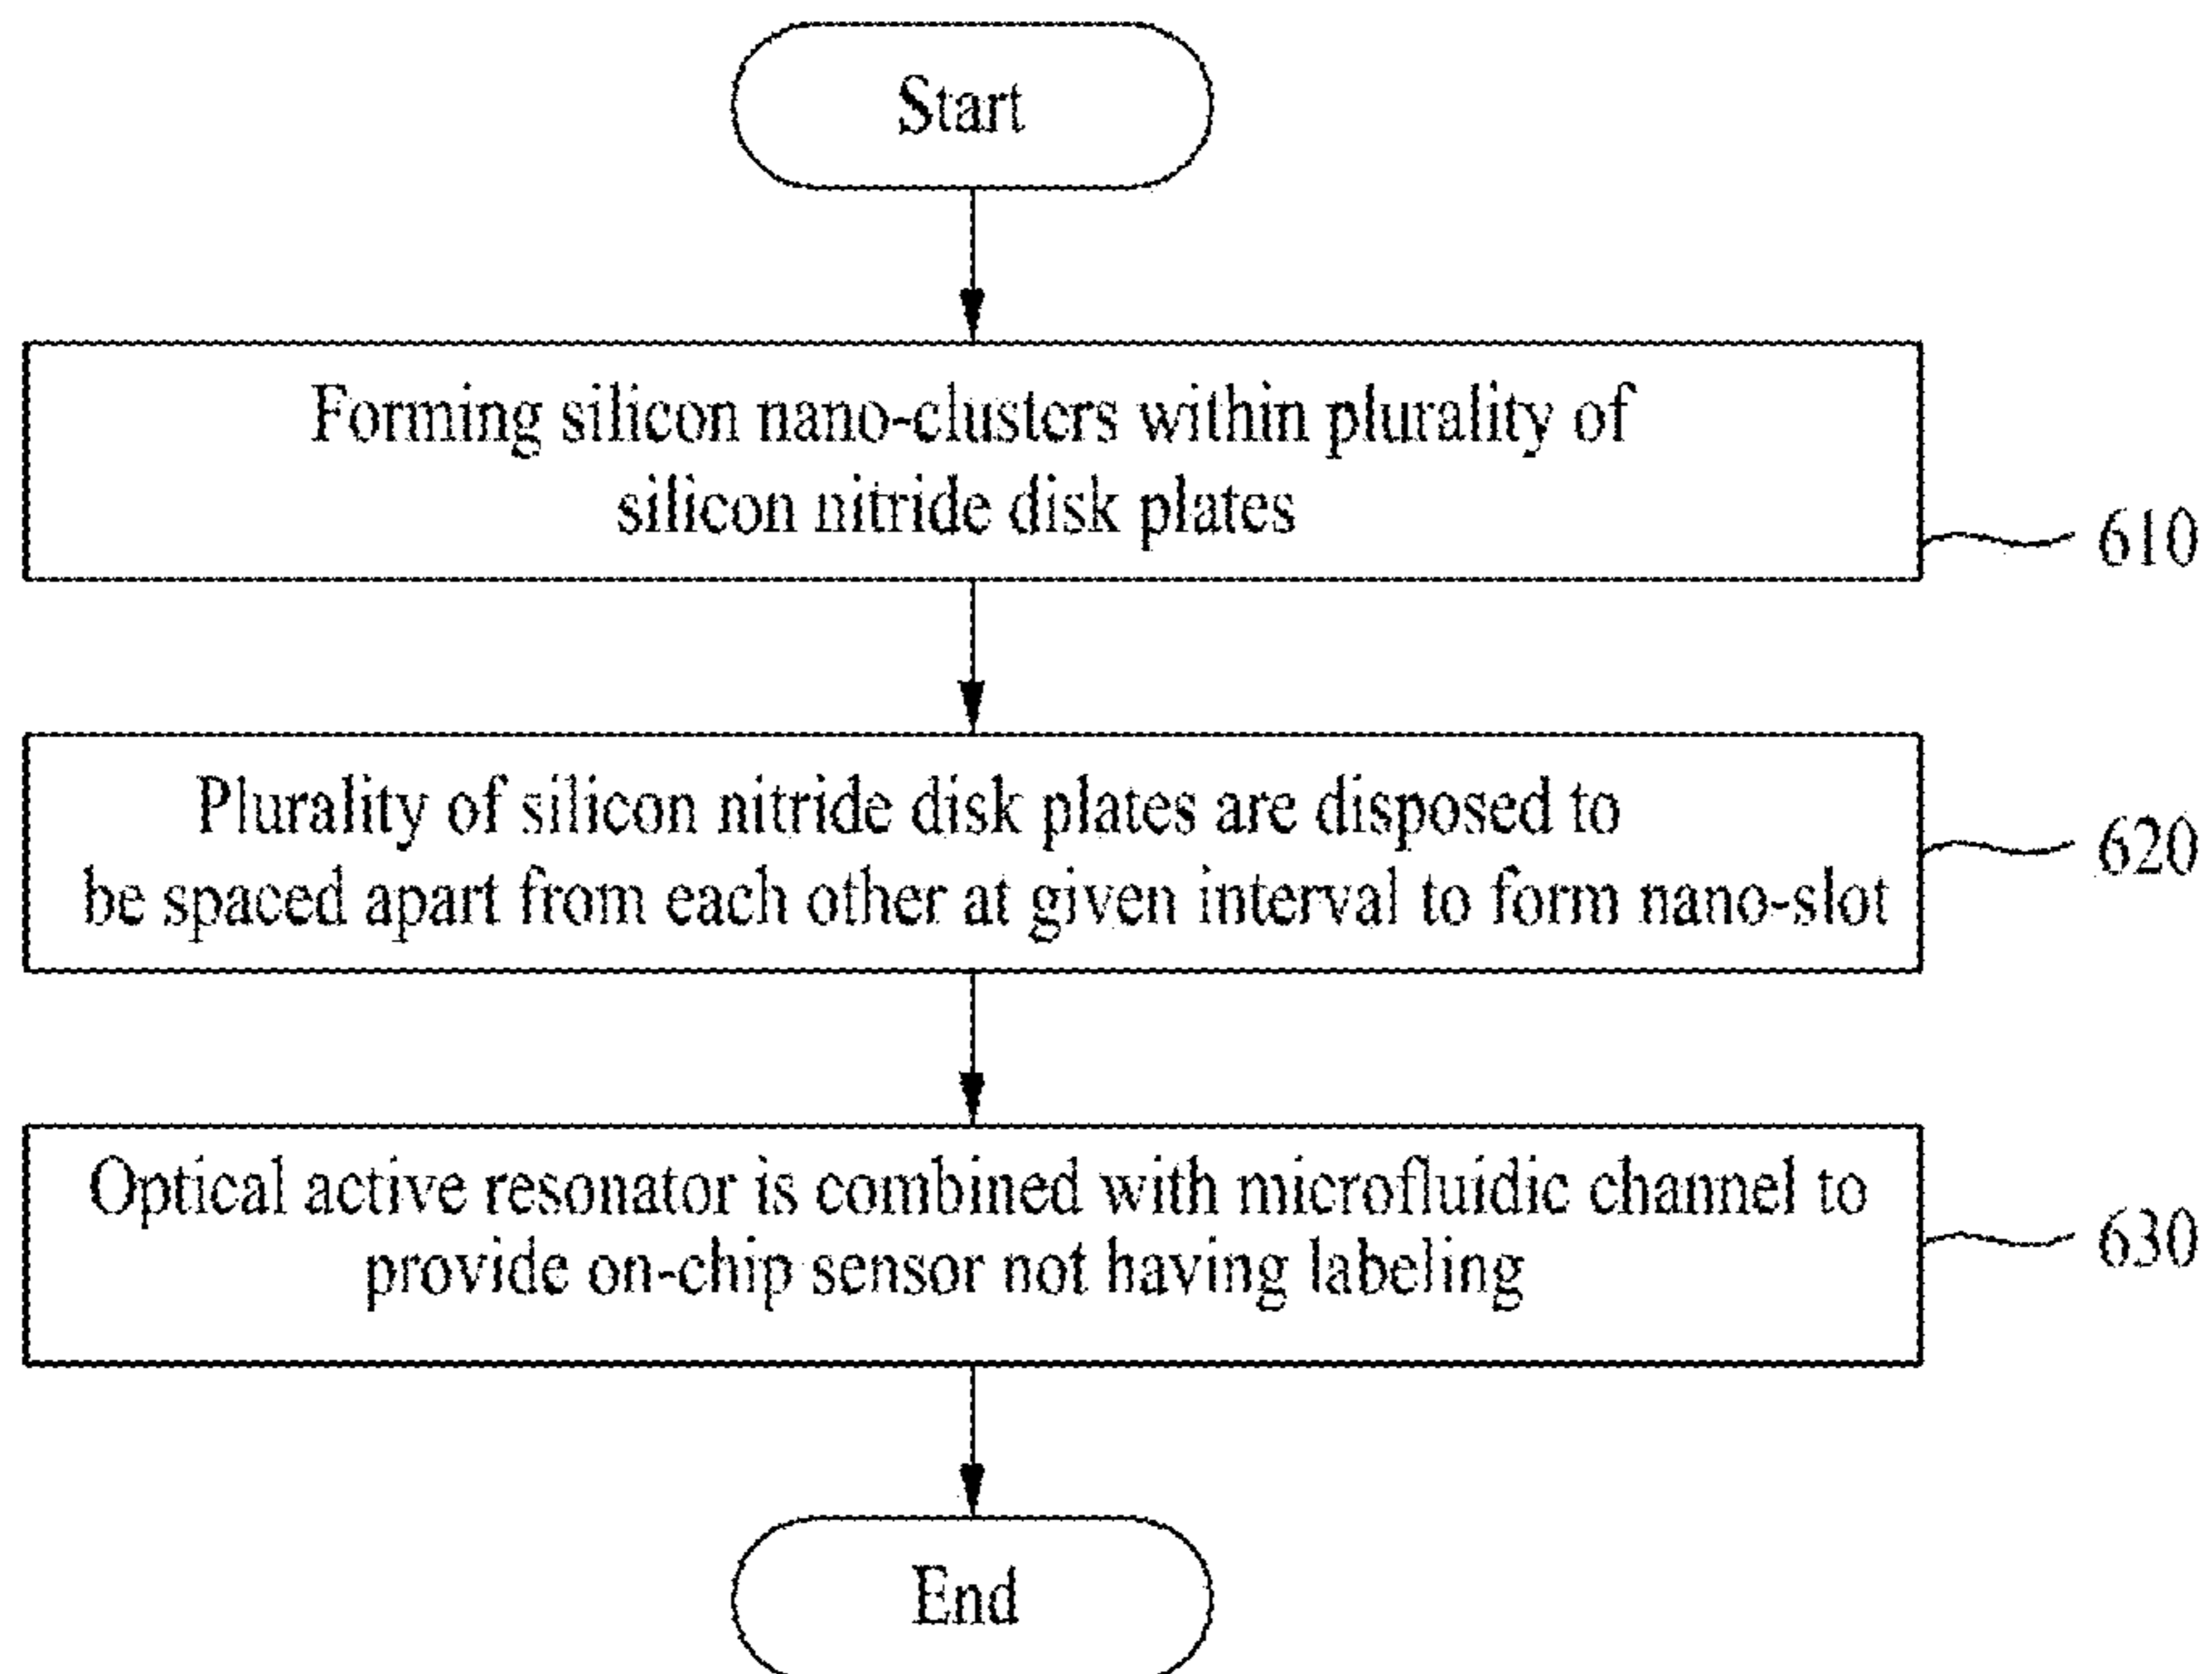 Start
Forming silicon nano-clusters within plurality of
silicon nitride disk plates
610
Plurality of silicon nitride disk plates are disposed to
be spaced apart from each other at given interval to form nano-slot
620
Optical active resonator is combined with microfluidic channel to
provide on-chip sensor not having labeling
630
End